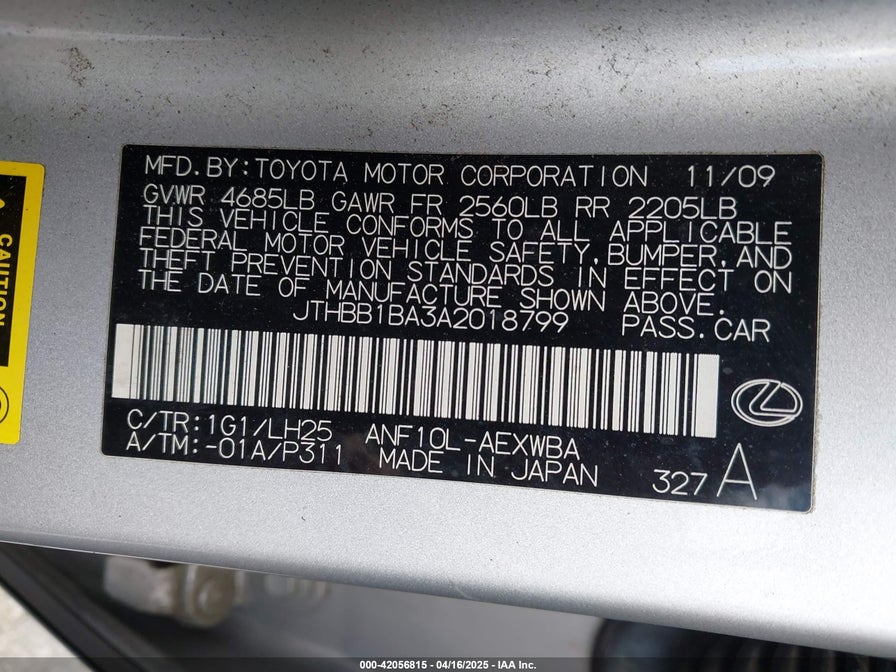 MFD.BY:TOYOTA MOTOR CORPORATION 11/09
GVWR 4685LB GAWR FR 2560LB RR 2205LB
THIS VEHICLE CONFORMS TO ALL APPLICABLE
FEDERAL MOTOR VEHICLE SAFETY,BUMPER,AND
THEFT PREVENTION STANDARDS IN EFFECT ON
THE DATE OF MANUFACTURE SHOWN ABOVE.
JTHBB1BA3A2018799 PASS.CAR
C/TR:1G1/LH25 ANF10L-AEXWBA
A/TM:-01A/P311 MADE IN JAPAN
327 A
CAUTION
000-42056815 - 04/16/2025 - IAA Inc.